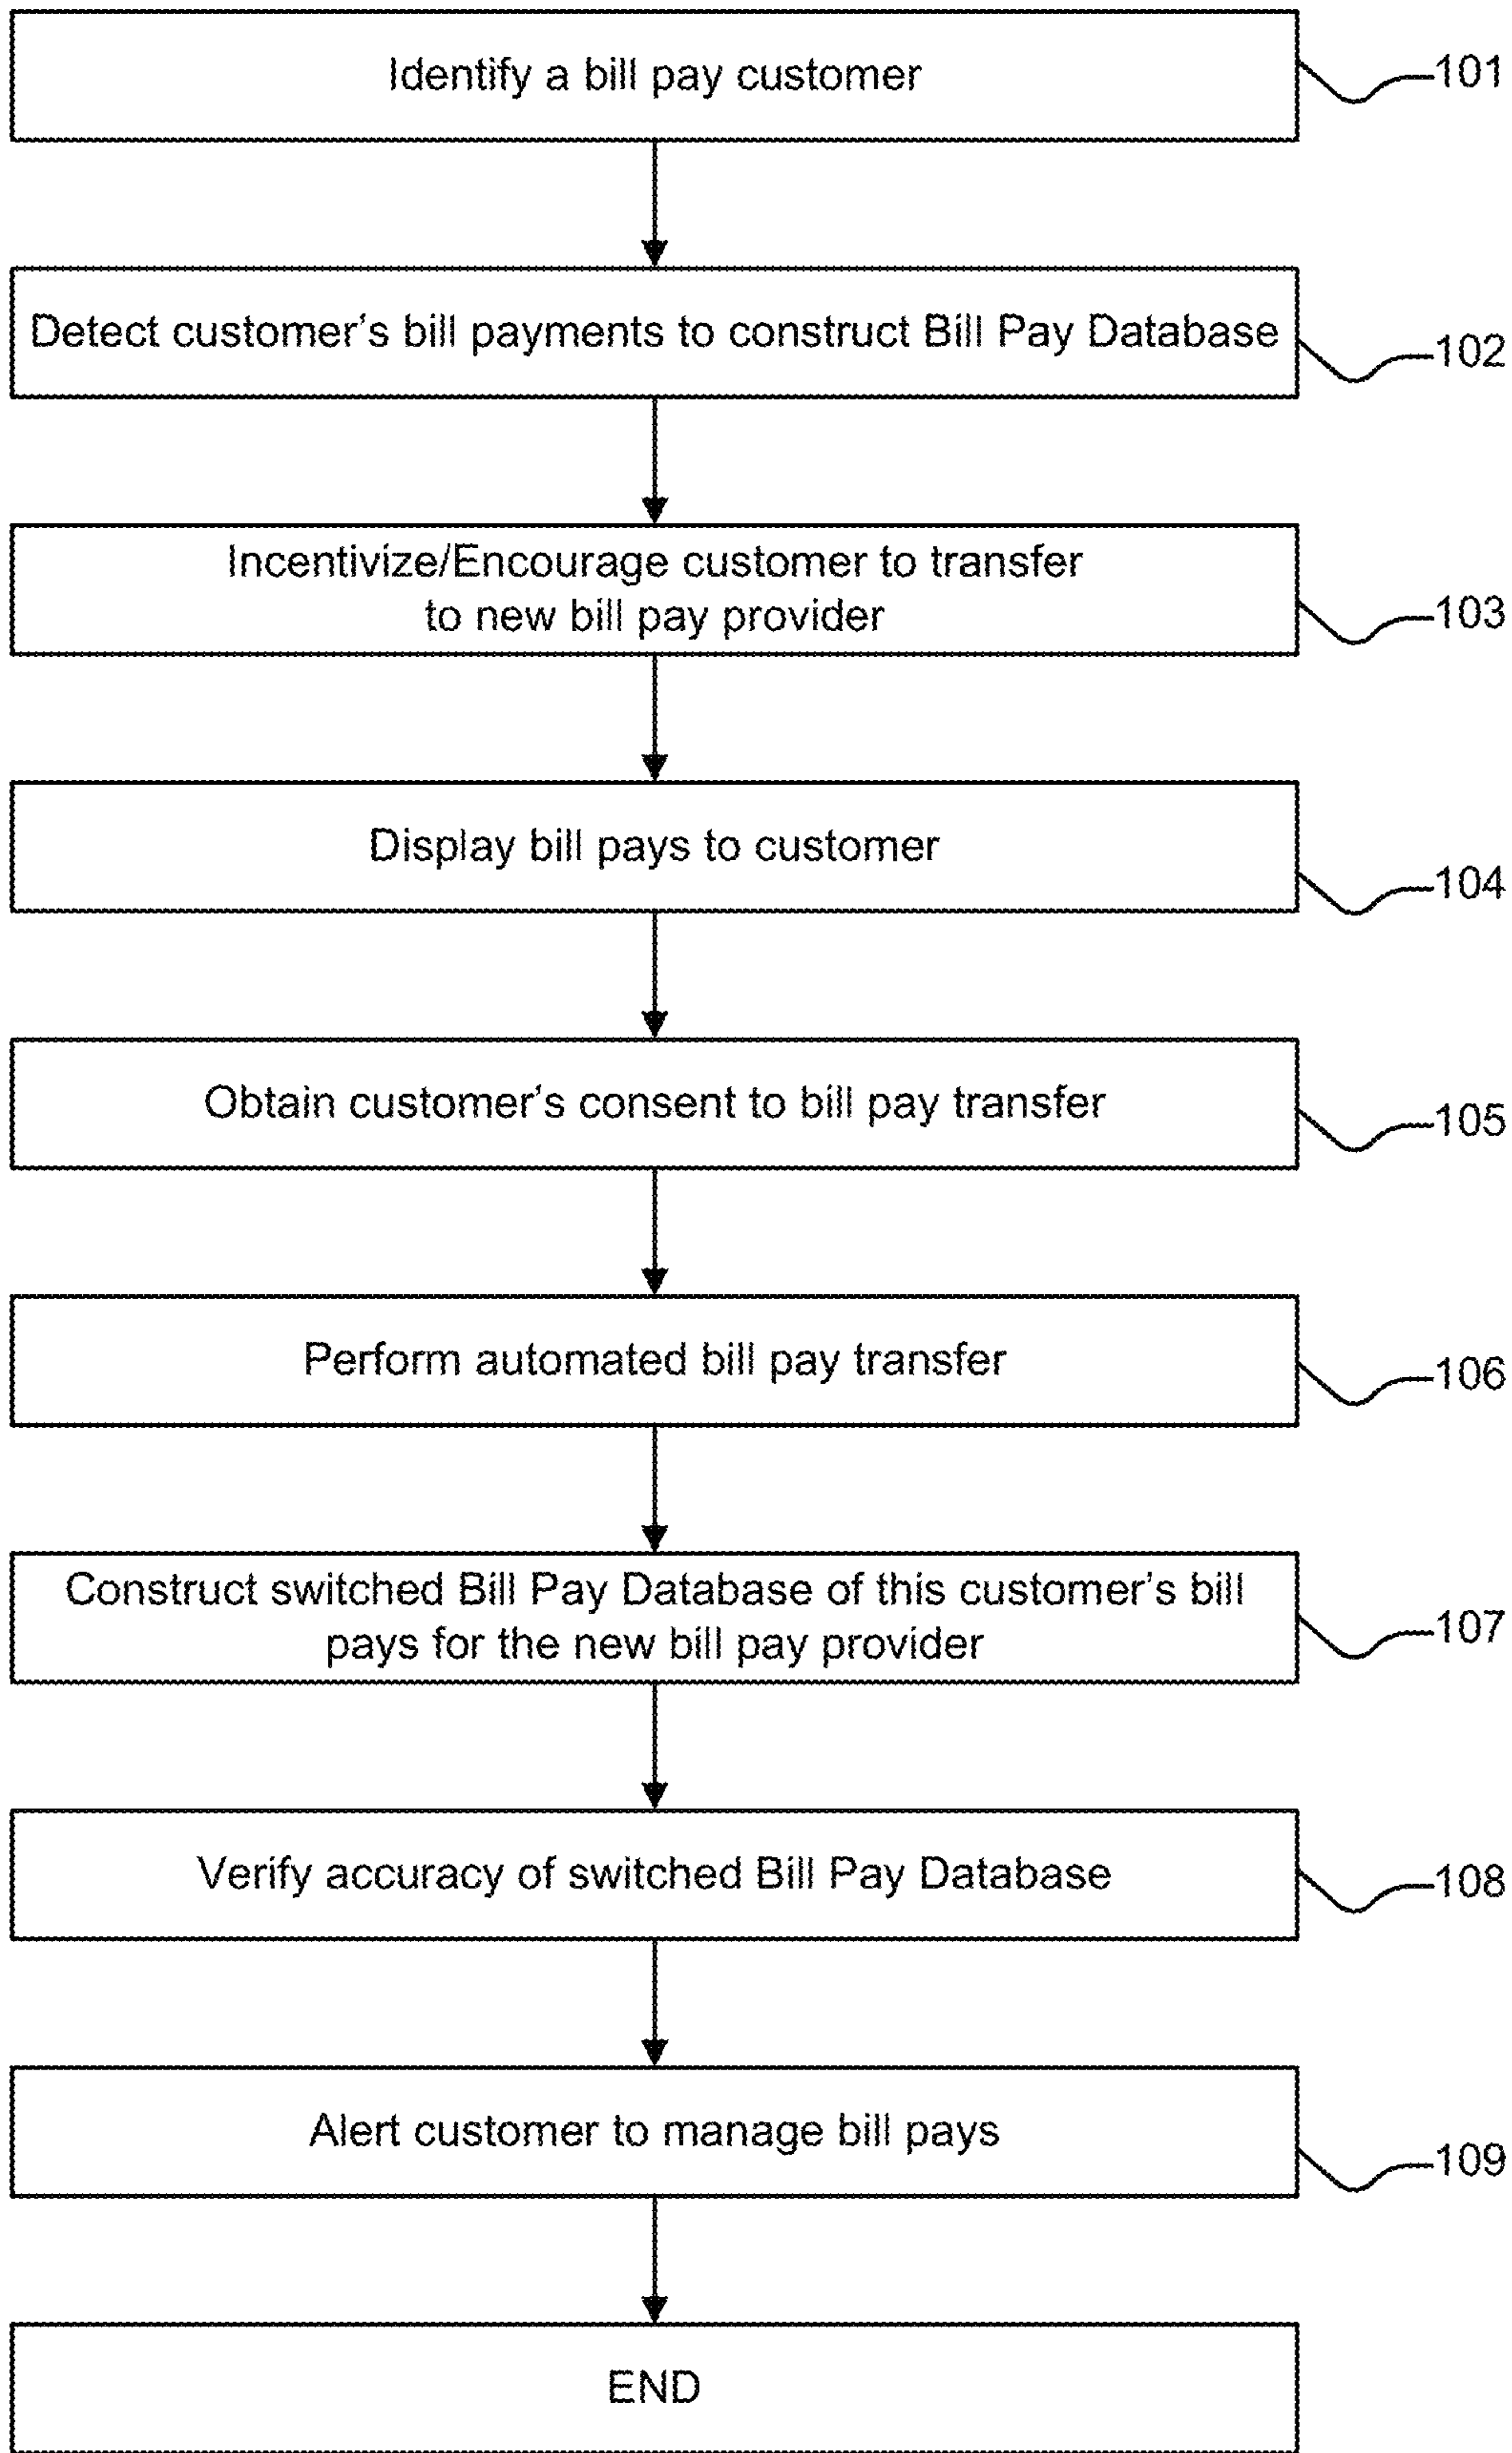 Identify a bill pay customer
101
Detect customer's bill payments to construct Bill Pay Database
102
Incentivize/Encourage customer to transfer
to new bill pay provider
103
Display bill pays to customer
104
Obtain customer's consent to bill pay transfer
105
Perform automated bill pay transfer
106
Construct switched Bill Pay Database of this customer's bill
pays for the new bill pay provider
107
Verify accuracy of switched Bill Pay Database
108
Alert customer to manage bill pays
109
END